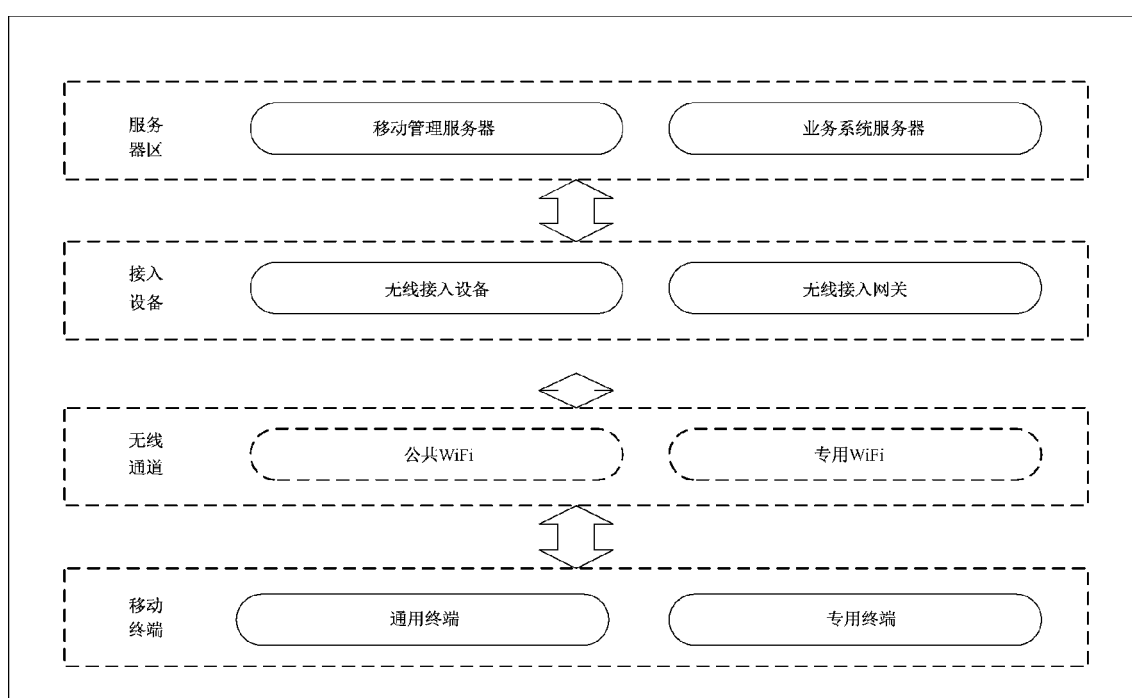 服务
器区
移动管理服务器
业务系统服务器
接入
设备
无线接入设备
无线接入网关
无线
通道
公共WiFi
专用WiFi
移动
终端
通用终端
专用终端